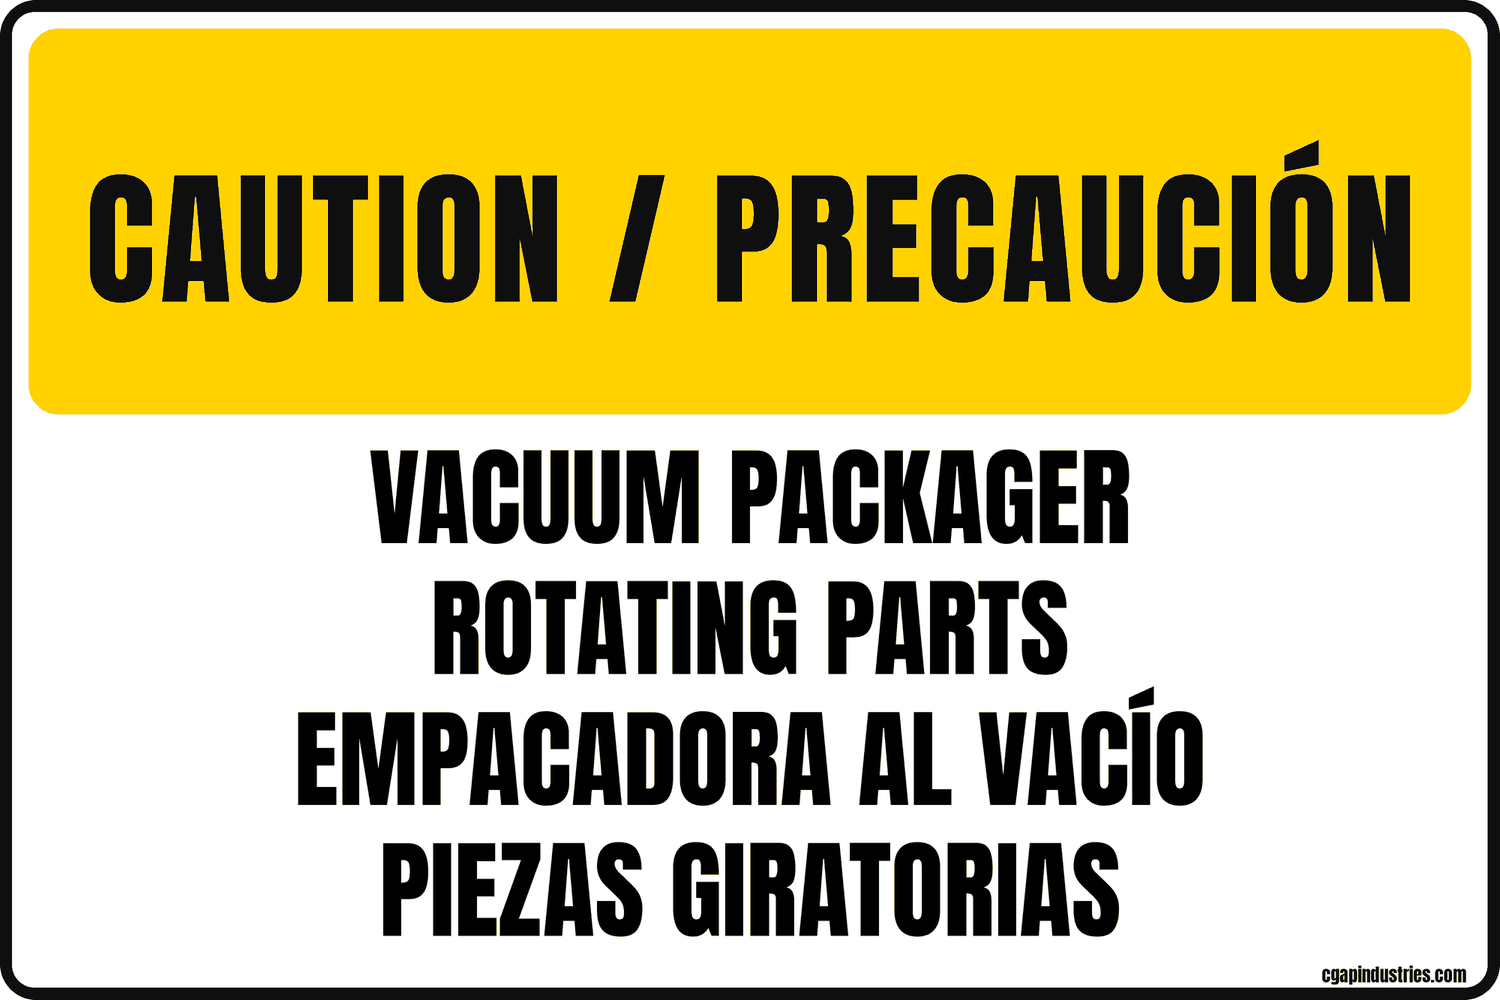 CAUTION / PRECAUCIÓN
VACUUM PACKAGER
ROTATING PARTS
EMPACADORA AL VACÍO
PIEZAS GIRATORIAS
cgapindustries.com